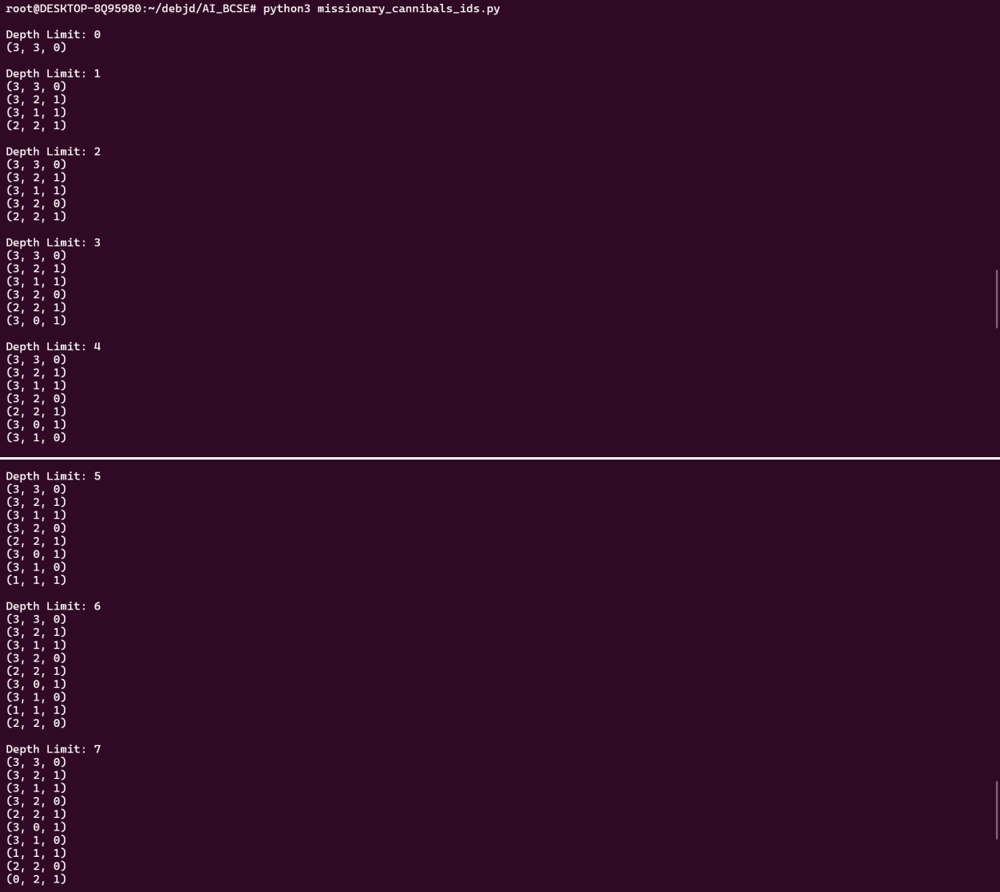 root@DESKTOP-8Q95980:~/debjd/AI_BCSE# python3 missionary_cannibals_ids.py
Depth Limit: 0
(3, 3, 0)
Depth Limit: 1
(3, 3, 0)
(3, 2, 1)
(3, 1, 1)
(2, 2, 1)
Depth Limit: 2
(3, 3, 0)
(3, 2, 1)
(3, 1, 1)
(3, 2, 0)
(2, 2, 1)
Depth Limit: 3
(3, 3, 0)
(3, 2, 1)
(3, 1, 1)
(3, 2, 0)
(2, 2, 1)
(3, 0, 1)
Depth Limit: 4
(3, 3, 0)
(3, 2, 1)
(3, 1, 1)
(3, 2, 0)
(2, 2, 1)
(3, 0, 1)
(3, 1, 0)
Depth Limit: 5
(3, 3, 0)
(3, 2, 1)
(3, 1, 1)
(3, 2, 0)
(2, 2, 1)
(3, 0, 1)
(3, 1, 0)
(1, 1, 1)
Depth Limit: 6
(3, 3, 0)
(3, 2, 1)
(3, 1, 1)
(3, 2, 0)
(2, 2, 1)
(3, 0, 1)
(3, 1, 0)
(1, 1, 1)
(2, 2, 0)
Depth Limit: 7
(3, 3, 0)
(3, 2, 1)
(3, 1, 1)
(3, 2, 0)
(2, 2, 1)
(3, 0, 1)
(3, 1, 0)
(1, 1, 1)
(2, 2, 0)
(0, 2, 1)